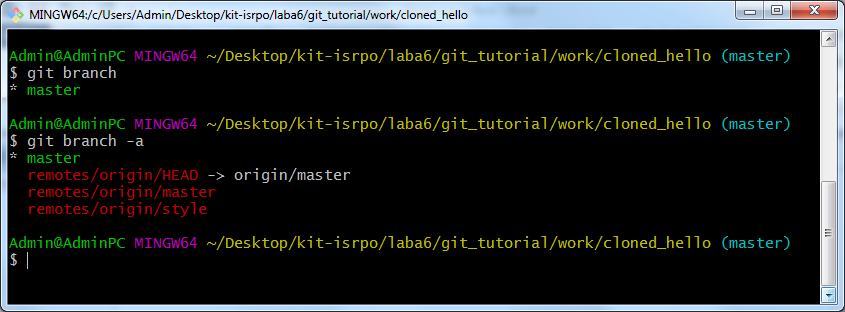 MINGW64:/c/Users/Admin/Desktop/kit-isrpo/laba6/git_tutorial/work/cloned_hello
Admin@AdminPC MINGW64 ~/Desktop/kit-isrpo/laba6/git_tutorial/work/cloned_hello (master)
$ git branch
* master
Admin@AdminPC MINGW64 ~/Desktop/kit-isrpo/laba6/git_tutorial/work/cloned_hello (master)
$ git branch -a
* master
  remotes/origin/HEAD -> origin/master
  remotes/origin/master
  remotes/origin/style
Admin@AdminPC MINGW64 ~/Desktop/kit-isrpo/laba6/git_tutorial/work/cloned_hello (master)
$